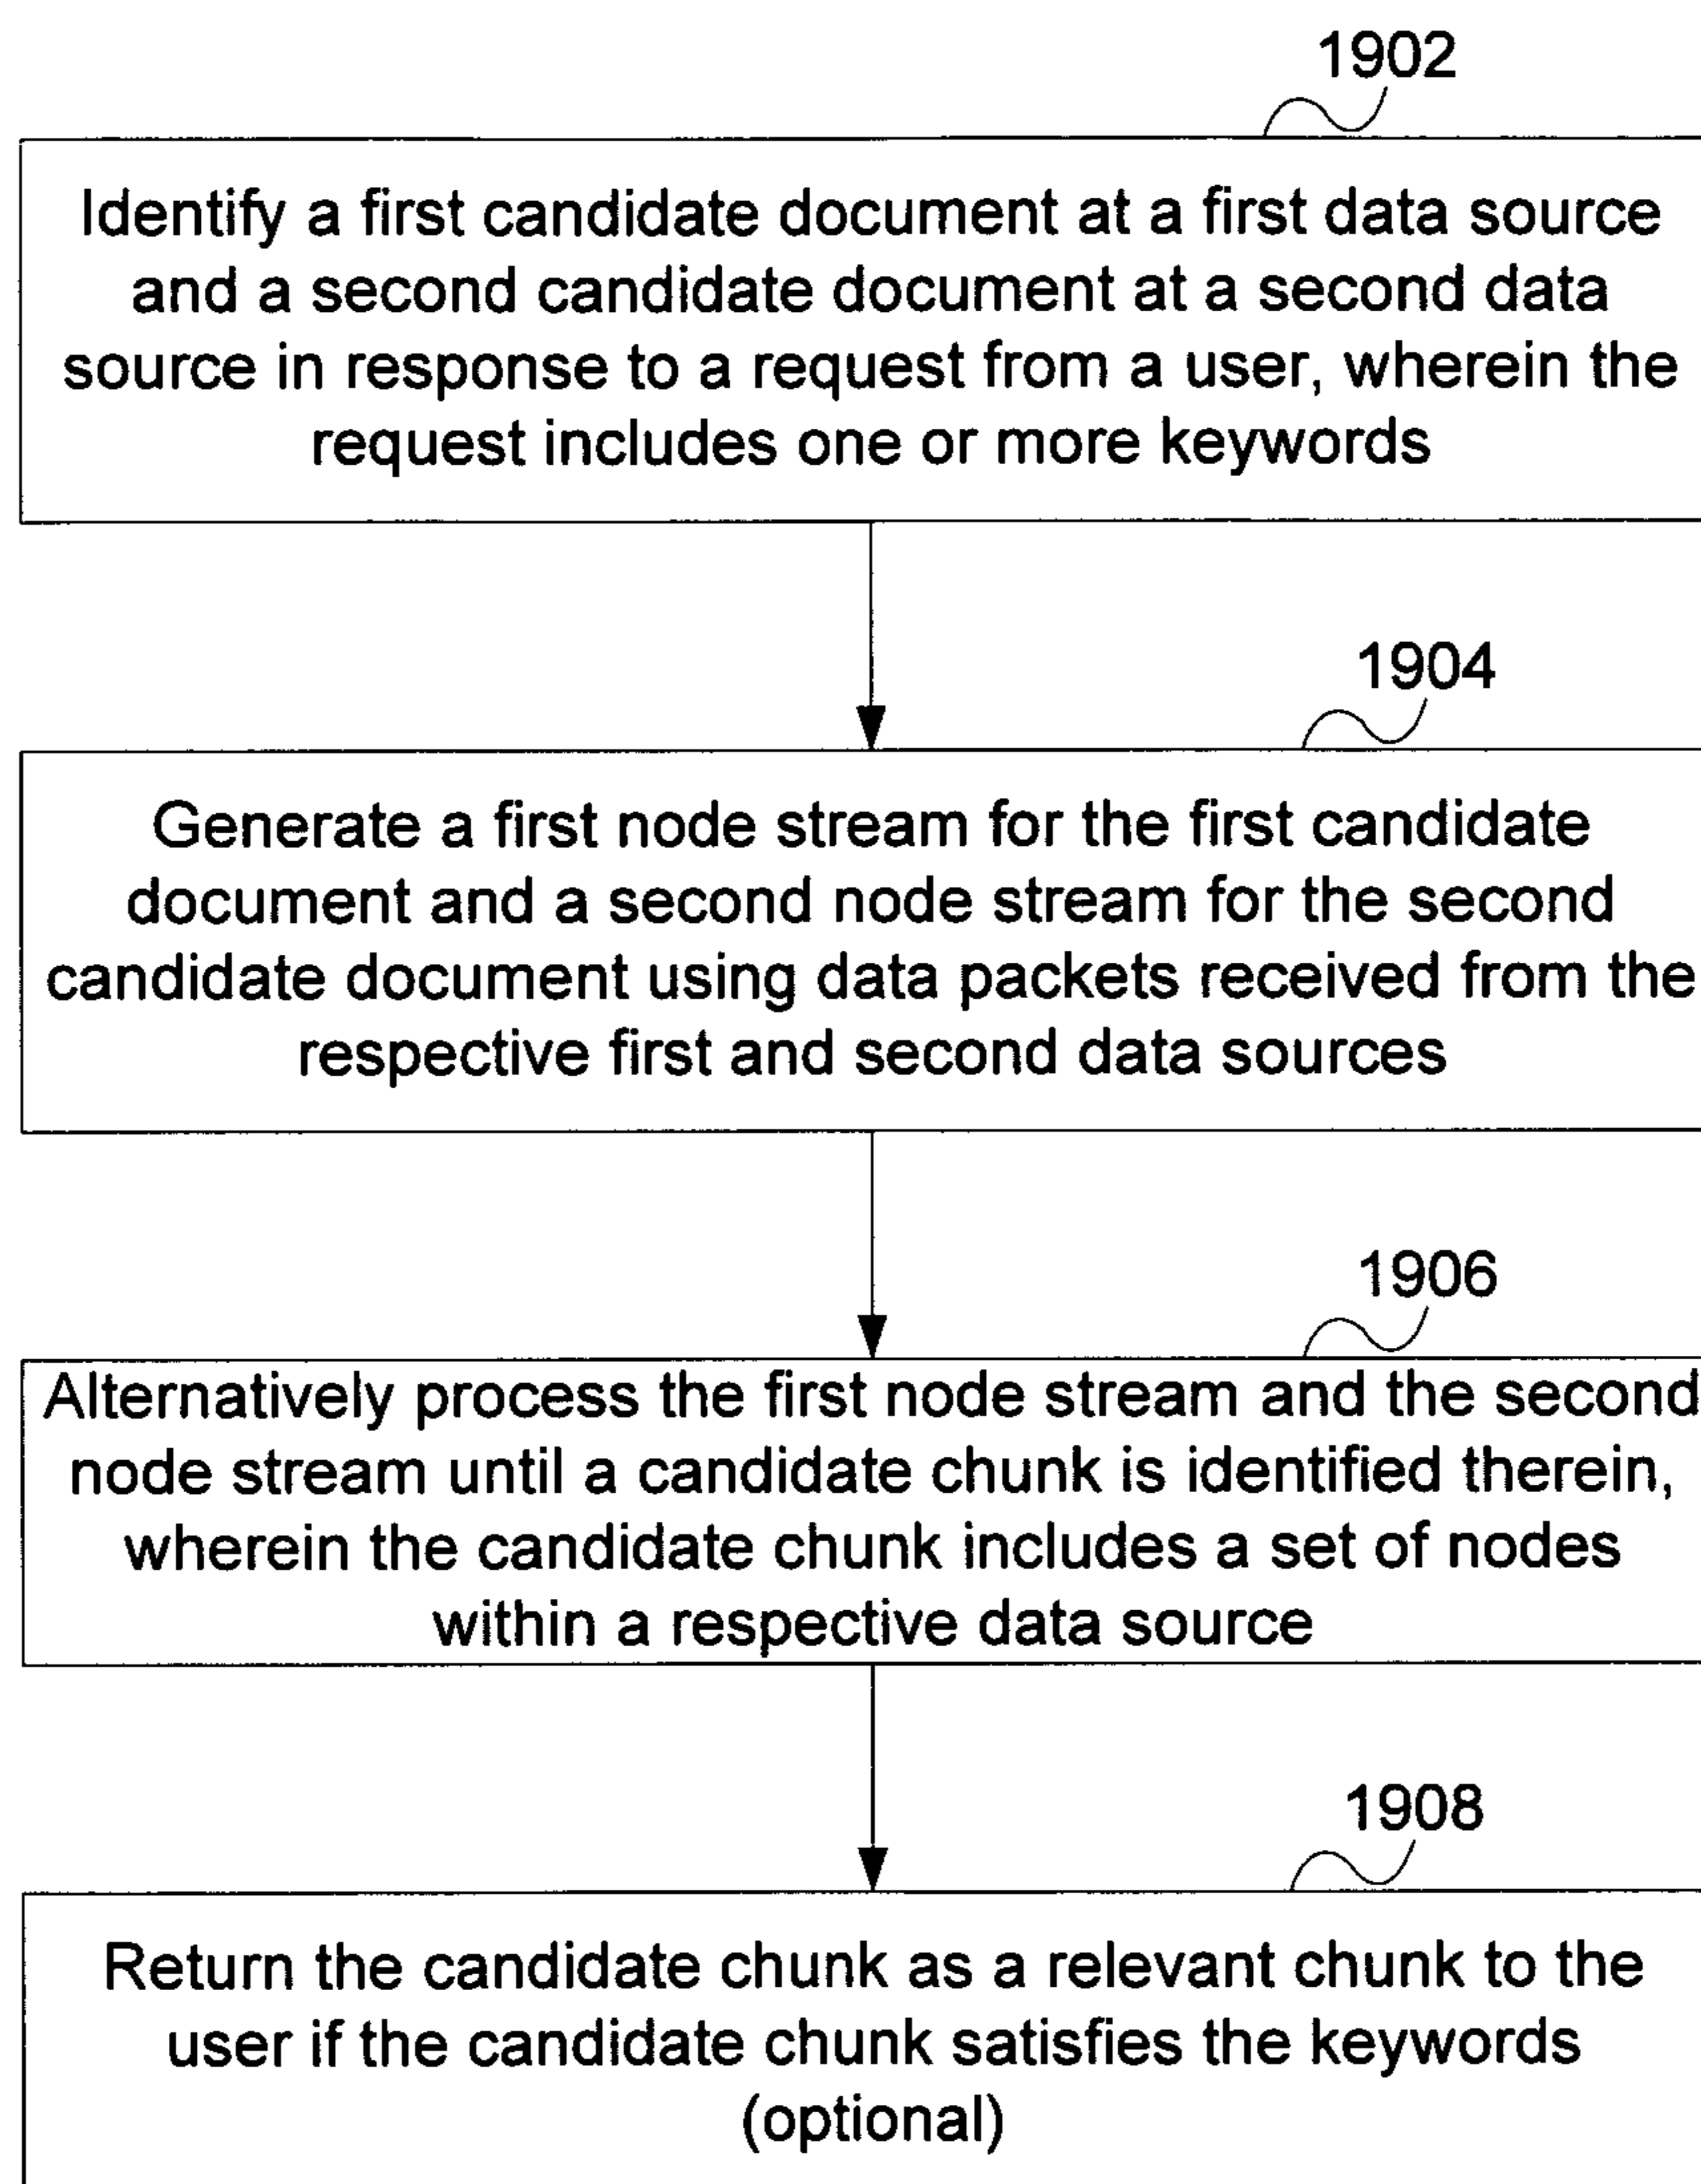 1902
Identify a first candidate document at a first data source
and a second candidate document at a second data
source in response to a request from a user, wherein the
request includes one or more keywords
1904
Generate a first node stream for the first candidate
document and a second node stream for the second
candidate document using data packets received from the
respective first and second data sources
1906
Alternatively process the first node stream and the second
node stream until a candidate chunk is identified therein,
wherein the candidate chunk includes a set of nodes
within a respective data source
1908
Return the candidate chunk as a relevant chunk to the
user if the candidate chunk satisfies the keywords
(optional)